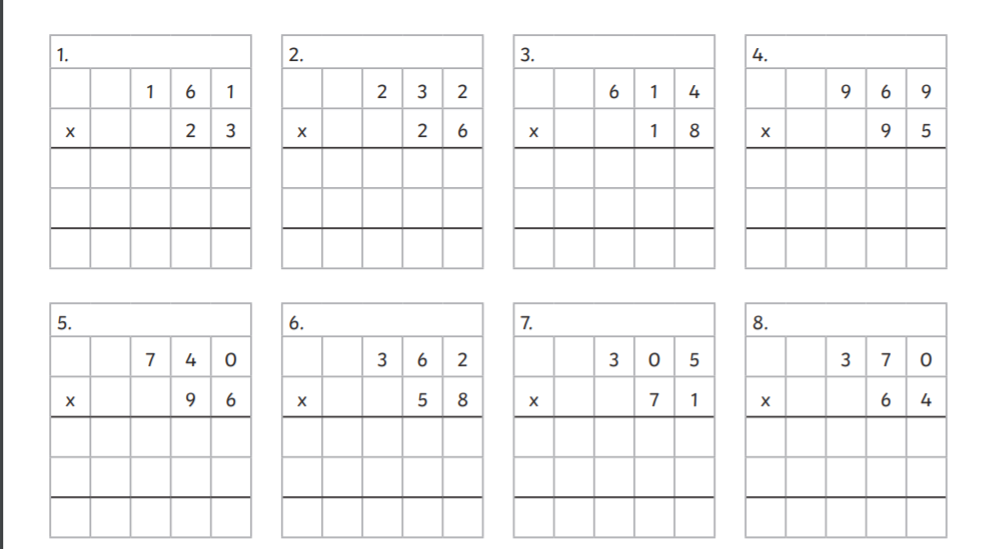 1. 2. 3. 4.
1 6 1 2 3 2 6 1 4 9 6 9
x 2 3 x 2 6 x 1 8 x 9 5
5. 6. 7. 8.
7 4 0 3 6 2 3 0 5 3 7 0
x 9 6 x 5 8 x 7 1 x 6 4